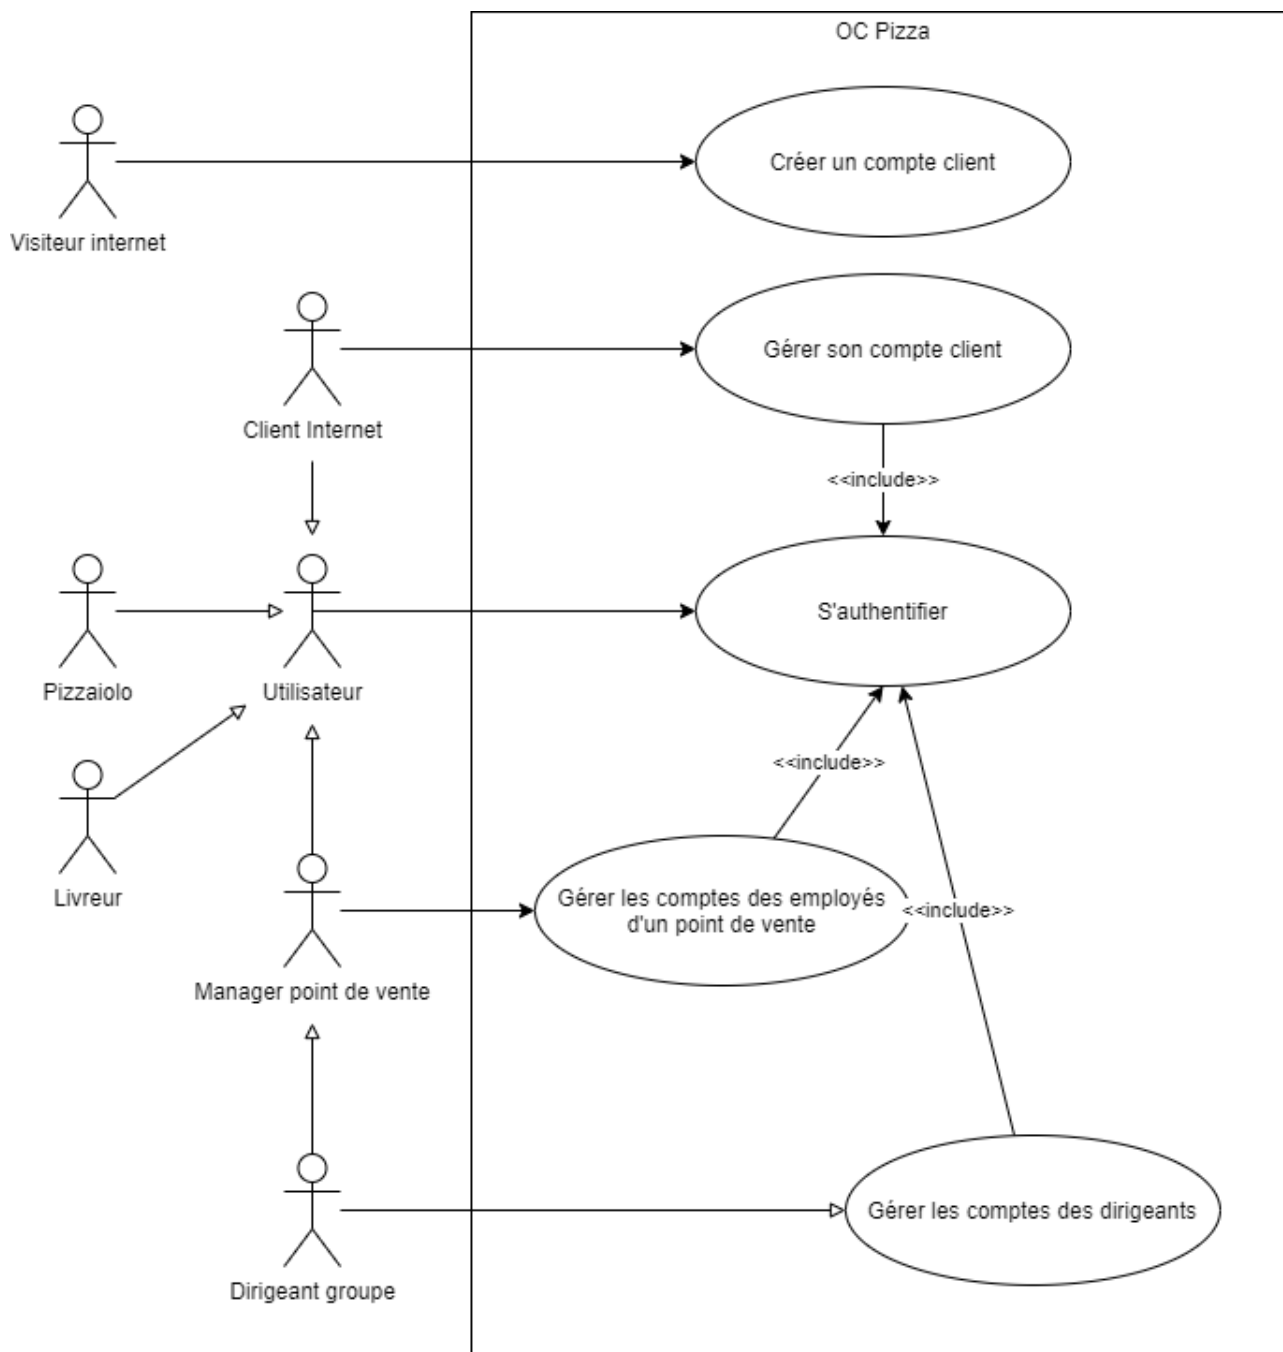 OC Pizza
Créer un compte client
Visiteur internet
Gérer son compte client
Client Internet
<<include>>
S'authentifier
Pizzaiolo
Utilisateur
<<include>>
Livreur
Gérer les comptes des employés
d'un point de vente
<<include>>
Manager point de vente
Gérer les comptes des dirigeants
Dirigeant groupe